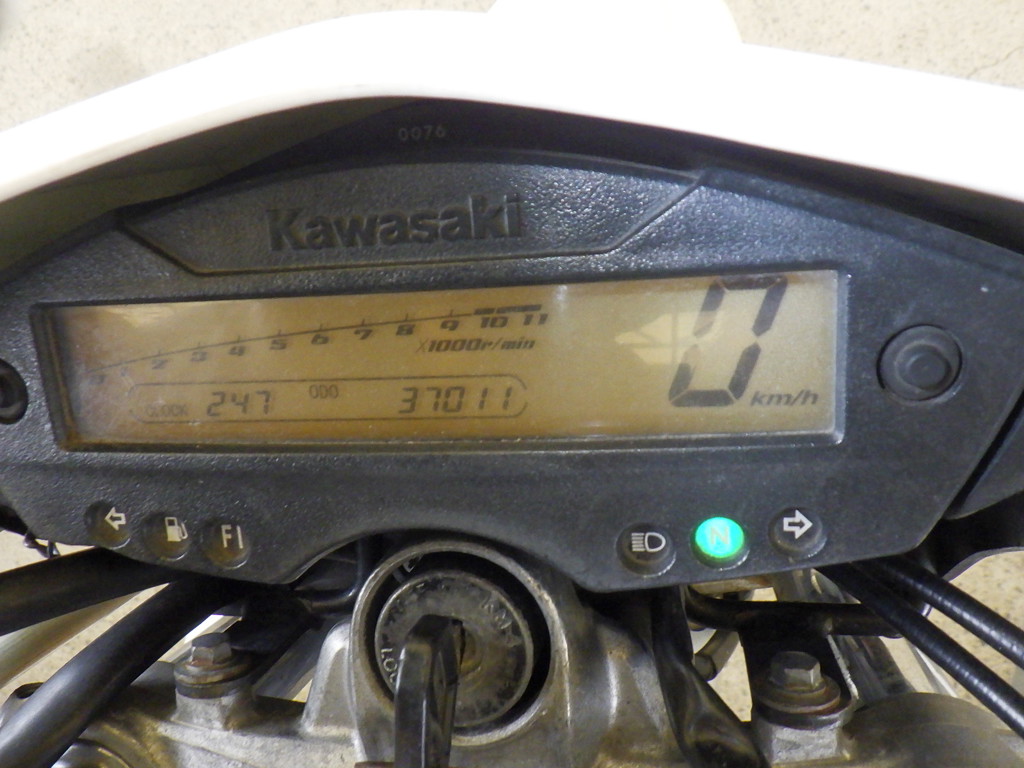 0076
Kawasaki
1 2 3 4 5 6 7 8 9 10 11
X1000r/min
0
km/h
CLOCK 247 ODO 37011
FI
N